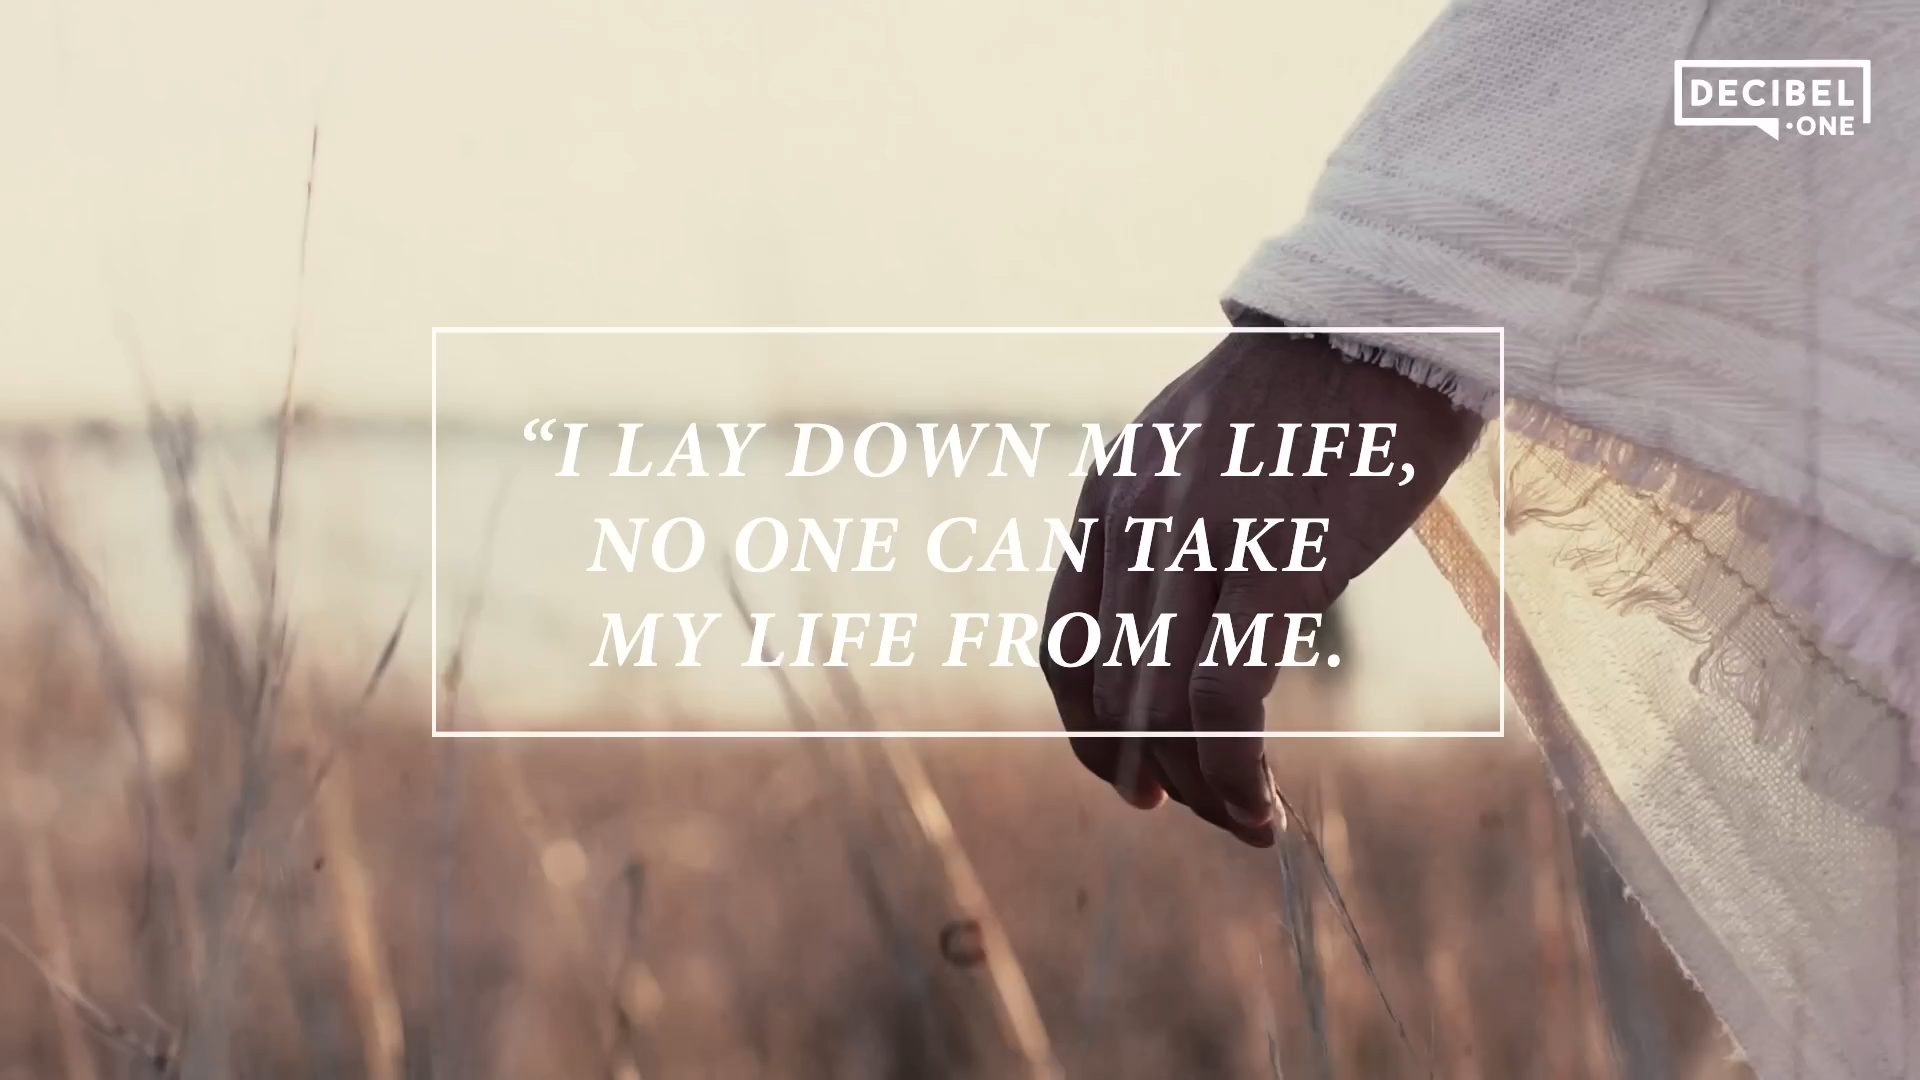 DECIBEL
·ONE
“I LAY DOWN MY LIFE,
NO ONE CAN TAKE
MY LIFE FROM ME.